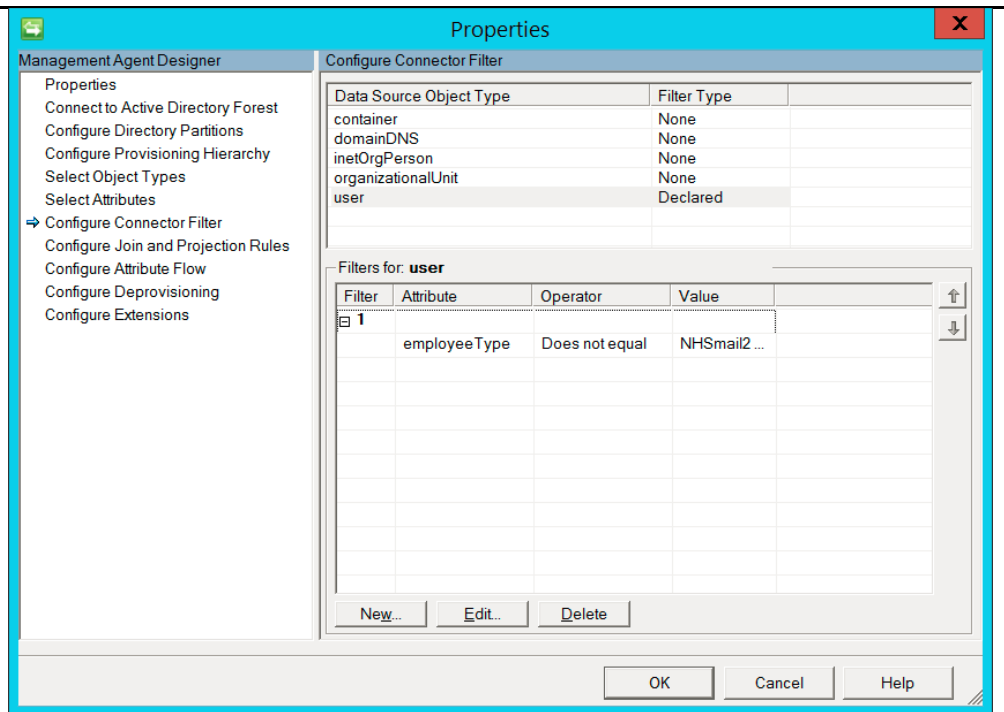 Properties
X
Management Agent Designer
Properties
Connect to Active Directory Forest
Configure Directory Partitions
Configure Provisioning Hierarchy
Select Object Types
Select Attributes
Configure Connector Filter
Configure Join and Projection Rules
Configure Attribute Flow
Configure Deprovisioning
Configure Extensions
Configure Connector Filter
Data Source Object Type Filter Type
container None
domainDNS None
inetOrgPerson None
organizationalUnit None
user Declared
Filters for: user
Filter Attribute Operator Value
1
employeeType Does not equal NHSmail2 ...
New... Edit... Delete
OK Cancel Help